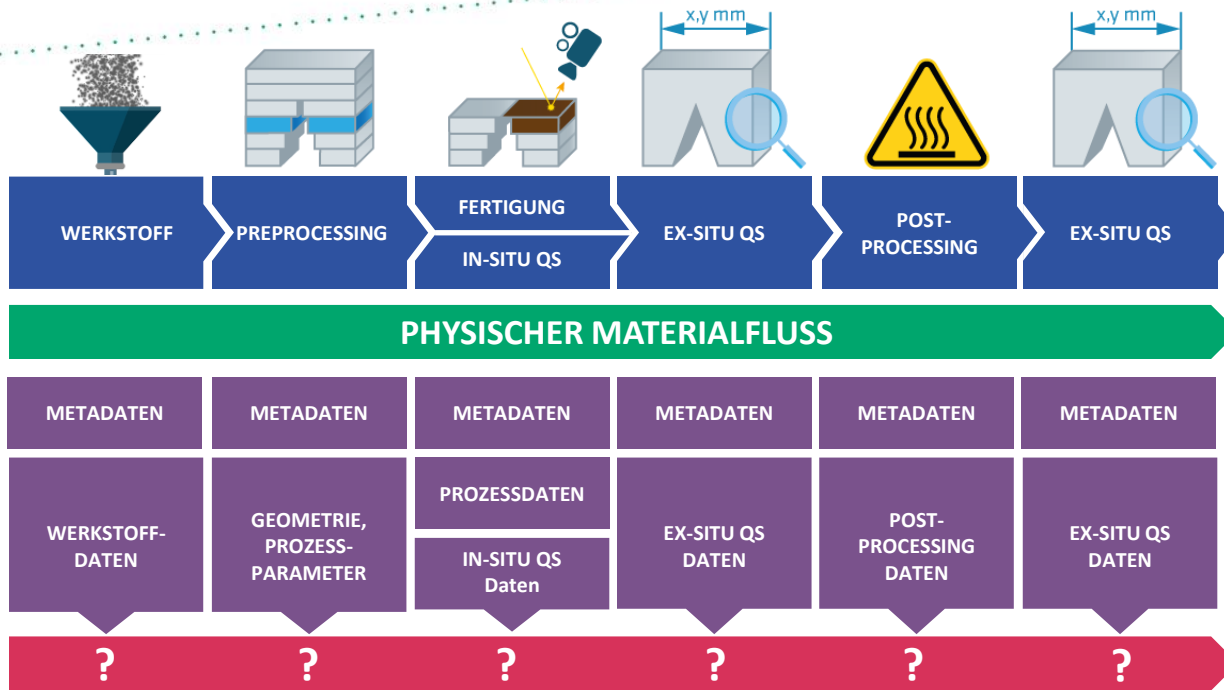 x,y mm
x,y mm
WERKSTOFF
PREPROCESSING
FERTIGUNG
IN-SITU QS
EX-SITU QS
POST-
PROCESSING
EX-SITU QS
PHYSISCHER MATERIALFLUSS
METADATEN
METADATEN
METADATEN
METADATEN
METADATEN
METADATEN
WERKSTOFF-
DATEN
GEOMETRIE,
PROZESS-
PARAMETER
PROZESSDATEN
IN-SITU QS
Daten
EX-SITU QS
DATEN
POST-
PROCESSING
DATEN
EX-SITU QS
DATEN
? ? ? ? ? ?